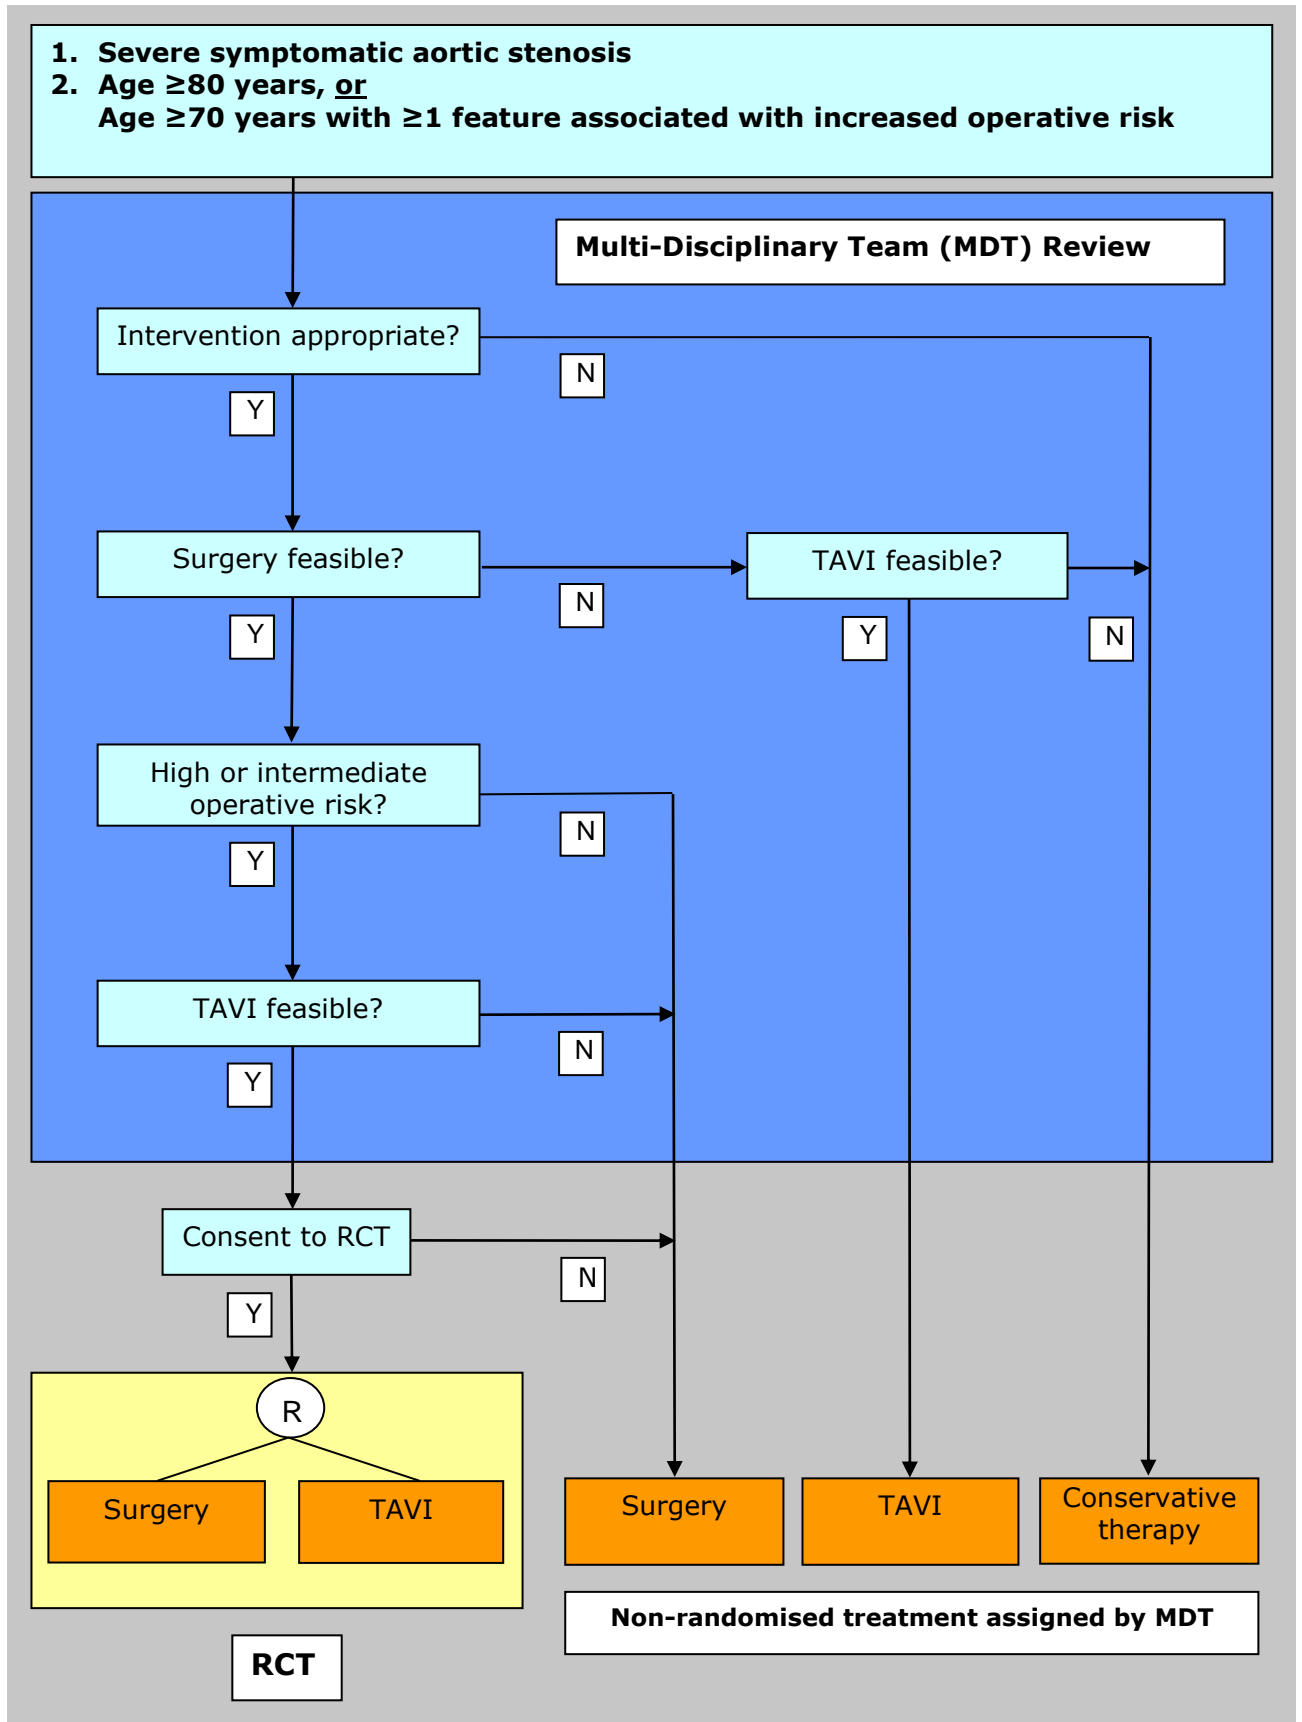 1. Severe symptomatic aortic stenosis
2. Age ≥80 years, or
Age ≥70 years with ≥1 feature associated with increased operative risk
Multi-Disciplinary Team (MDT) Review
Intervention appropriate?
N
Y
Surgery feasible?
TAVI feasible?
N
Y
Y
N
High or intermediate
operative risk?
N
Y
TAVI feasible?
N
Y
Consent to RCT
N
Y
R
Surgery
TAVI
Surgery
TAVI
Conservative
therapy
Non-randomised treatment assigned by MDT
RCT